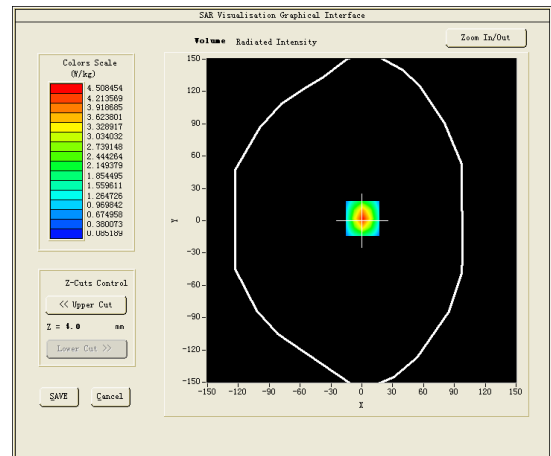 SAR Visualisation Graphical Interface
Volume Radiated Intensity
Zoom In/Out
Colors Scale
(W/kg)
4.508454
4.213569
3.918685
3.623801
3.328917
3.034032
2.739148
2.444264
2.149379
1.854495
1.559611
1.264726
0.969842
0.674958
0.380073
0.085189
Z-Cuts Control
<< Upper Cut
Z = 4.0 mm
Lower Cut >>
SAVE
Cancel
150
120
90
60
30
0
-30
-60
-90
-120
-150
Y
-150 -120 -90 -60 -30 0 30 60 90 120 150
X